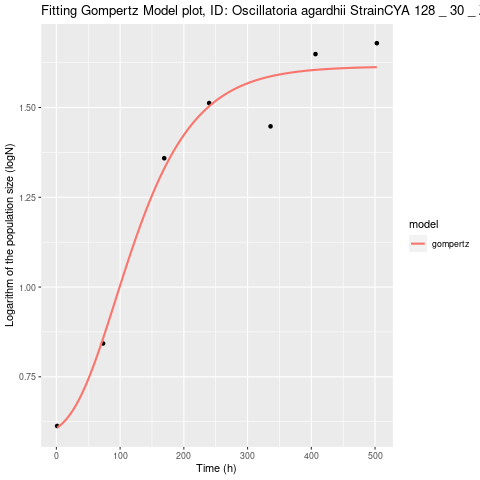 Fitting Gompertz Model plot, ID: Oscillatoria agardhii StrainCYA 128 _ 30 _
Logarithm of the population size (logN)
1.50
1.25
1.00
0.75
0 100 200 300 400 500
Time (h)
model
gompertz